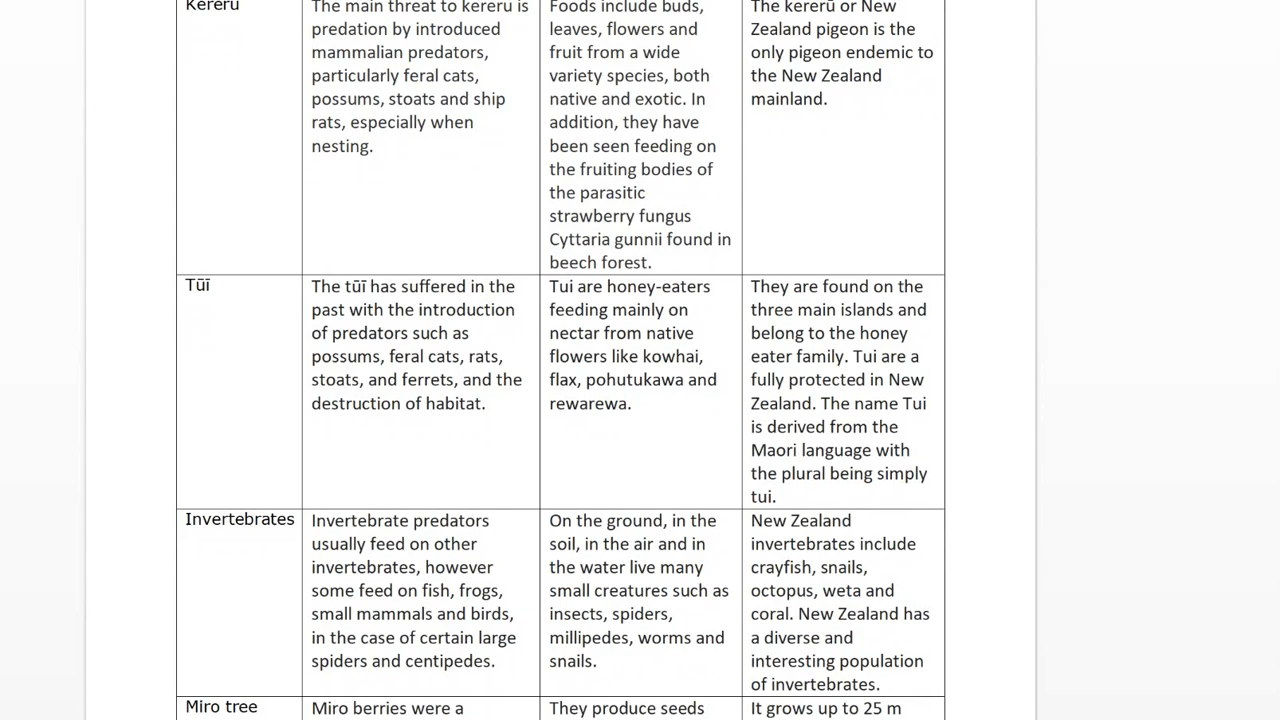 Kererū
The main threat to kereru is
predation by introduced
mammalian predators,
particularly feral cats,
possums, stoats and ship
rats, especially when
nesting.
Foods include buds,
leaves, flowers and
fruit from a wide
variety species, both
native and exotic. In
addition, they have
been seen feeding on
the fruiting bodies of
the parasitic
strawberry fungus
Cyttaria gunnii found in
beech forest.
The kererū or New
Zealand pigeon is the
only pigeon endemic to
the New Zealand
mainland.
Tūī
The tūī has suffered in the
past with the introduction
of predators such as
possums, feral cats, rats,
stoats, and ferrets, and the
destruction of habitat.
Tui are honey-eaters
feeding mainly on
nectar from native
flowers like kowhai,
flax, pohutukawa and
rewarewa.
They are found on the
three main islands and
belong to the honey
eater family. Tui are a
fully protected in New
Zealand. The name Tui
is derived from the
Maori language with
the plural being simply
tui.
Invertebrates
Invertebrate predators
usually feed on other
invertebrates, however
some feed on fish, frogs,
small mammals and birds,
in the case of certain large
spiders and centipedes.
On the ground, in the
soil, in the air and in
the water live many
small creatures such as
insects, spiders,
millipedes, worms and
snails.
New Zealand
invertebrates include
crayfish, snails,
octopus, weta and
coral. New Zealand has
a diverse and
interesting population
of invertebrates.
Miro tree
Miro berries were a
They produce seeds
It grows up to 25 m